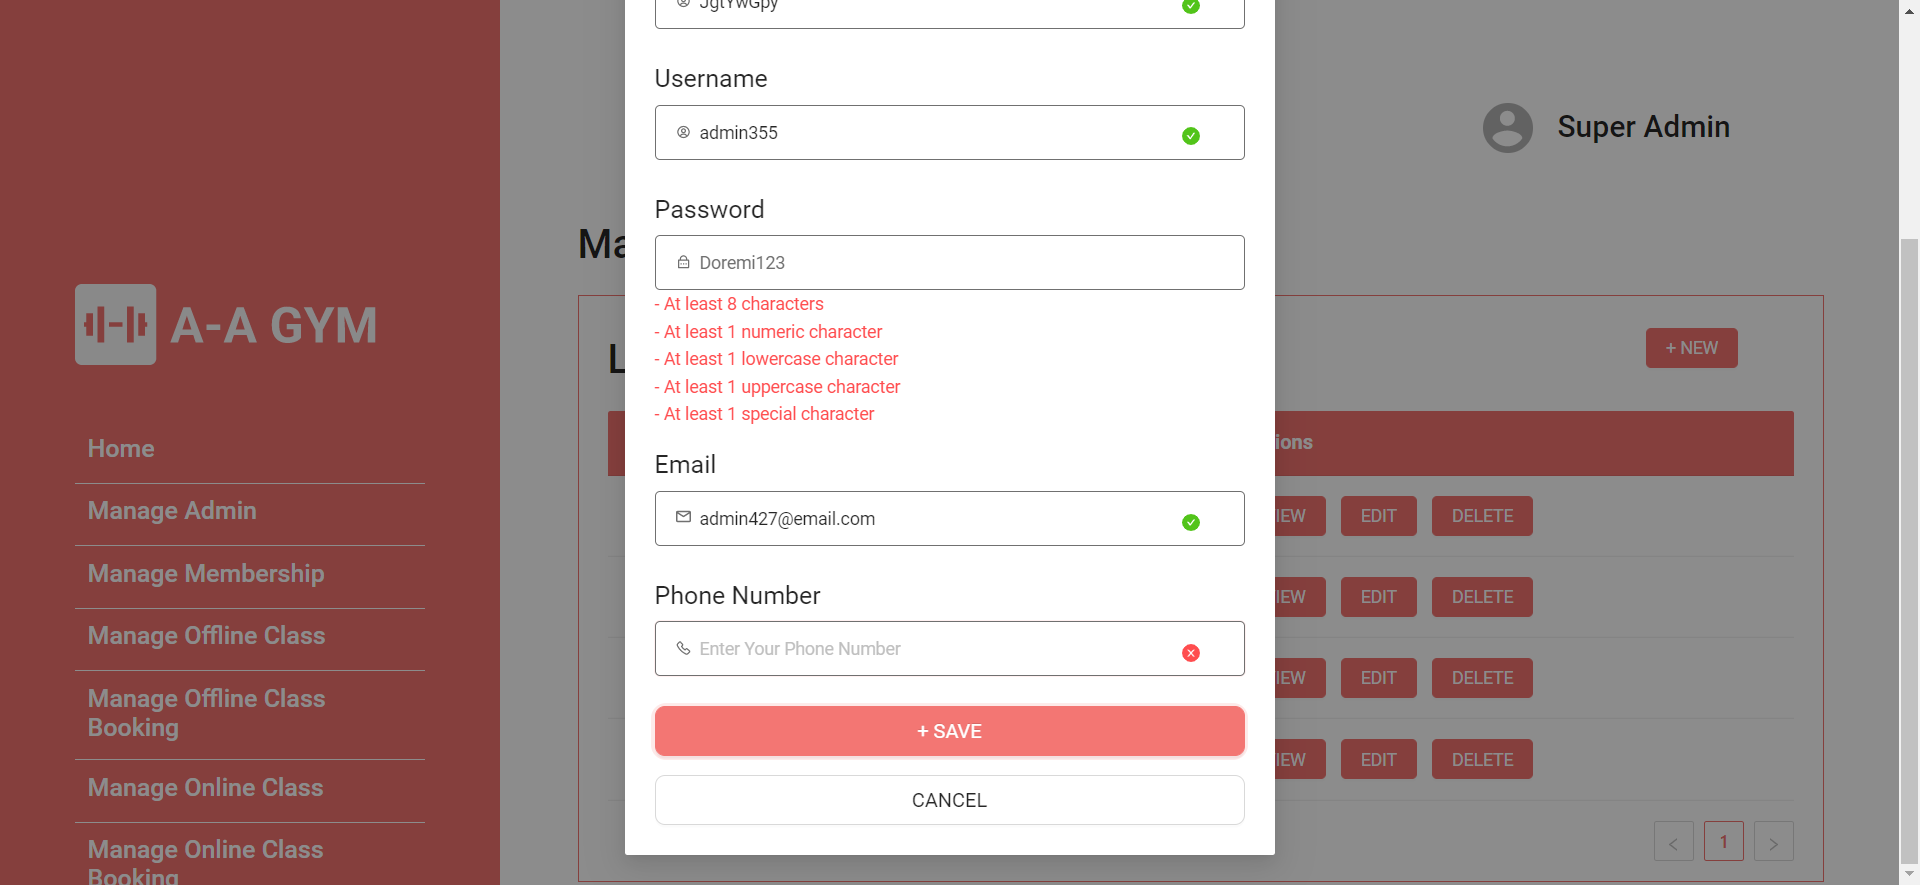 JgtYwGpy
Username
admin355
Super Admin
Password
Ma
Doremi123
- At least 8 characters
- At least 1 numeric character
- At least 1 lowercase character
- At least 1 uppercase character
- At least 1 special character
A-A GYM
L
+ NEW
ions
Home
Manage Admin
Manage Membership
Manage Offline Class
Manage Offline Class
Booking
Manage Online Class
Manage Online Class
Booking
Email
admin427@email.com
Phone Number
Enter Your Phone Number
+ SAVE
CANCEL
IEW EDIT DELETE
IEW EDIT DELETE
IEW EDIT DELETE
IEW EDIT DELETE
< 1 >